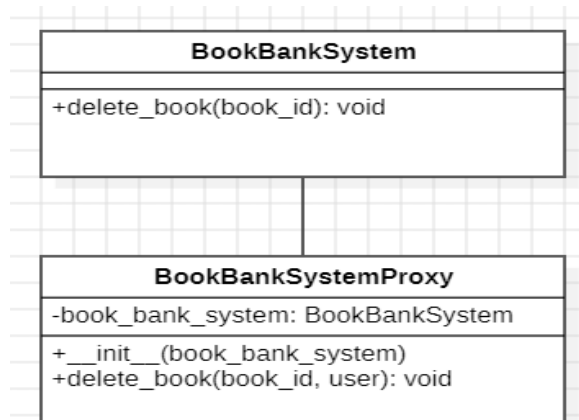 BookBankSystem
+delete_book(book_id): void
BookBankSystemProxy
-book_bank_system: BookBankSystem
+__init__(book_bank_system)
+delete_book(book_id, user): void